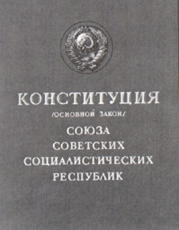 КОНСТИТУЦИЯ
/ОСНОВНОЙ ЗАКОН/
СОЮЗА
СОВЕТСКИХ
СОЦИАЛИСТИЧЕСКИХ
РЕСПУБЛИК